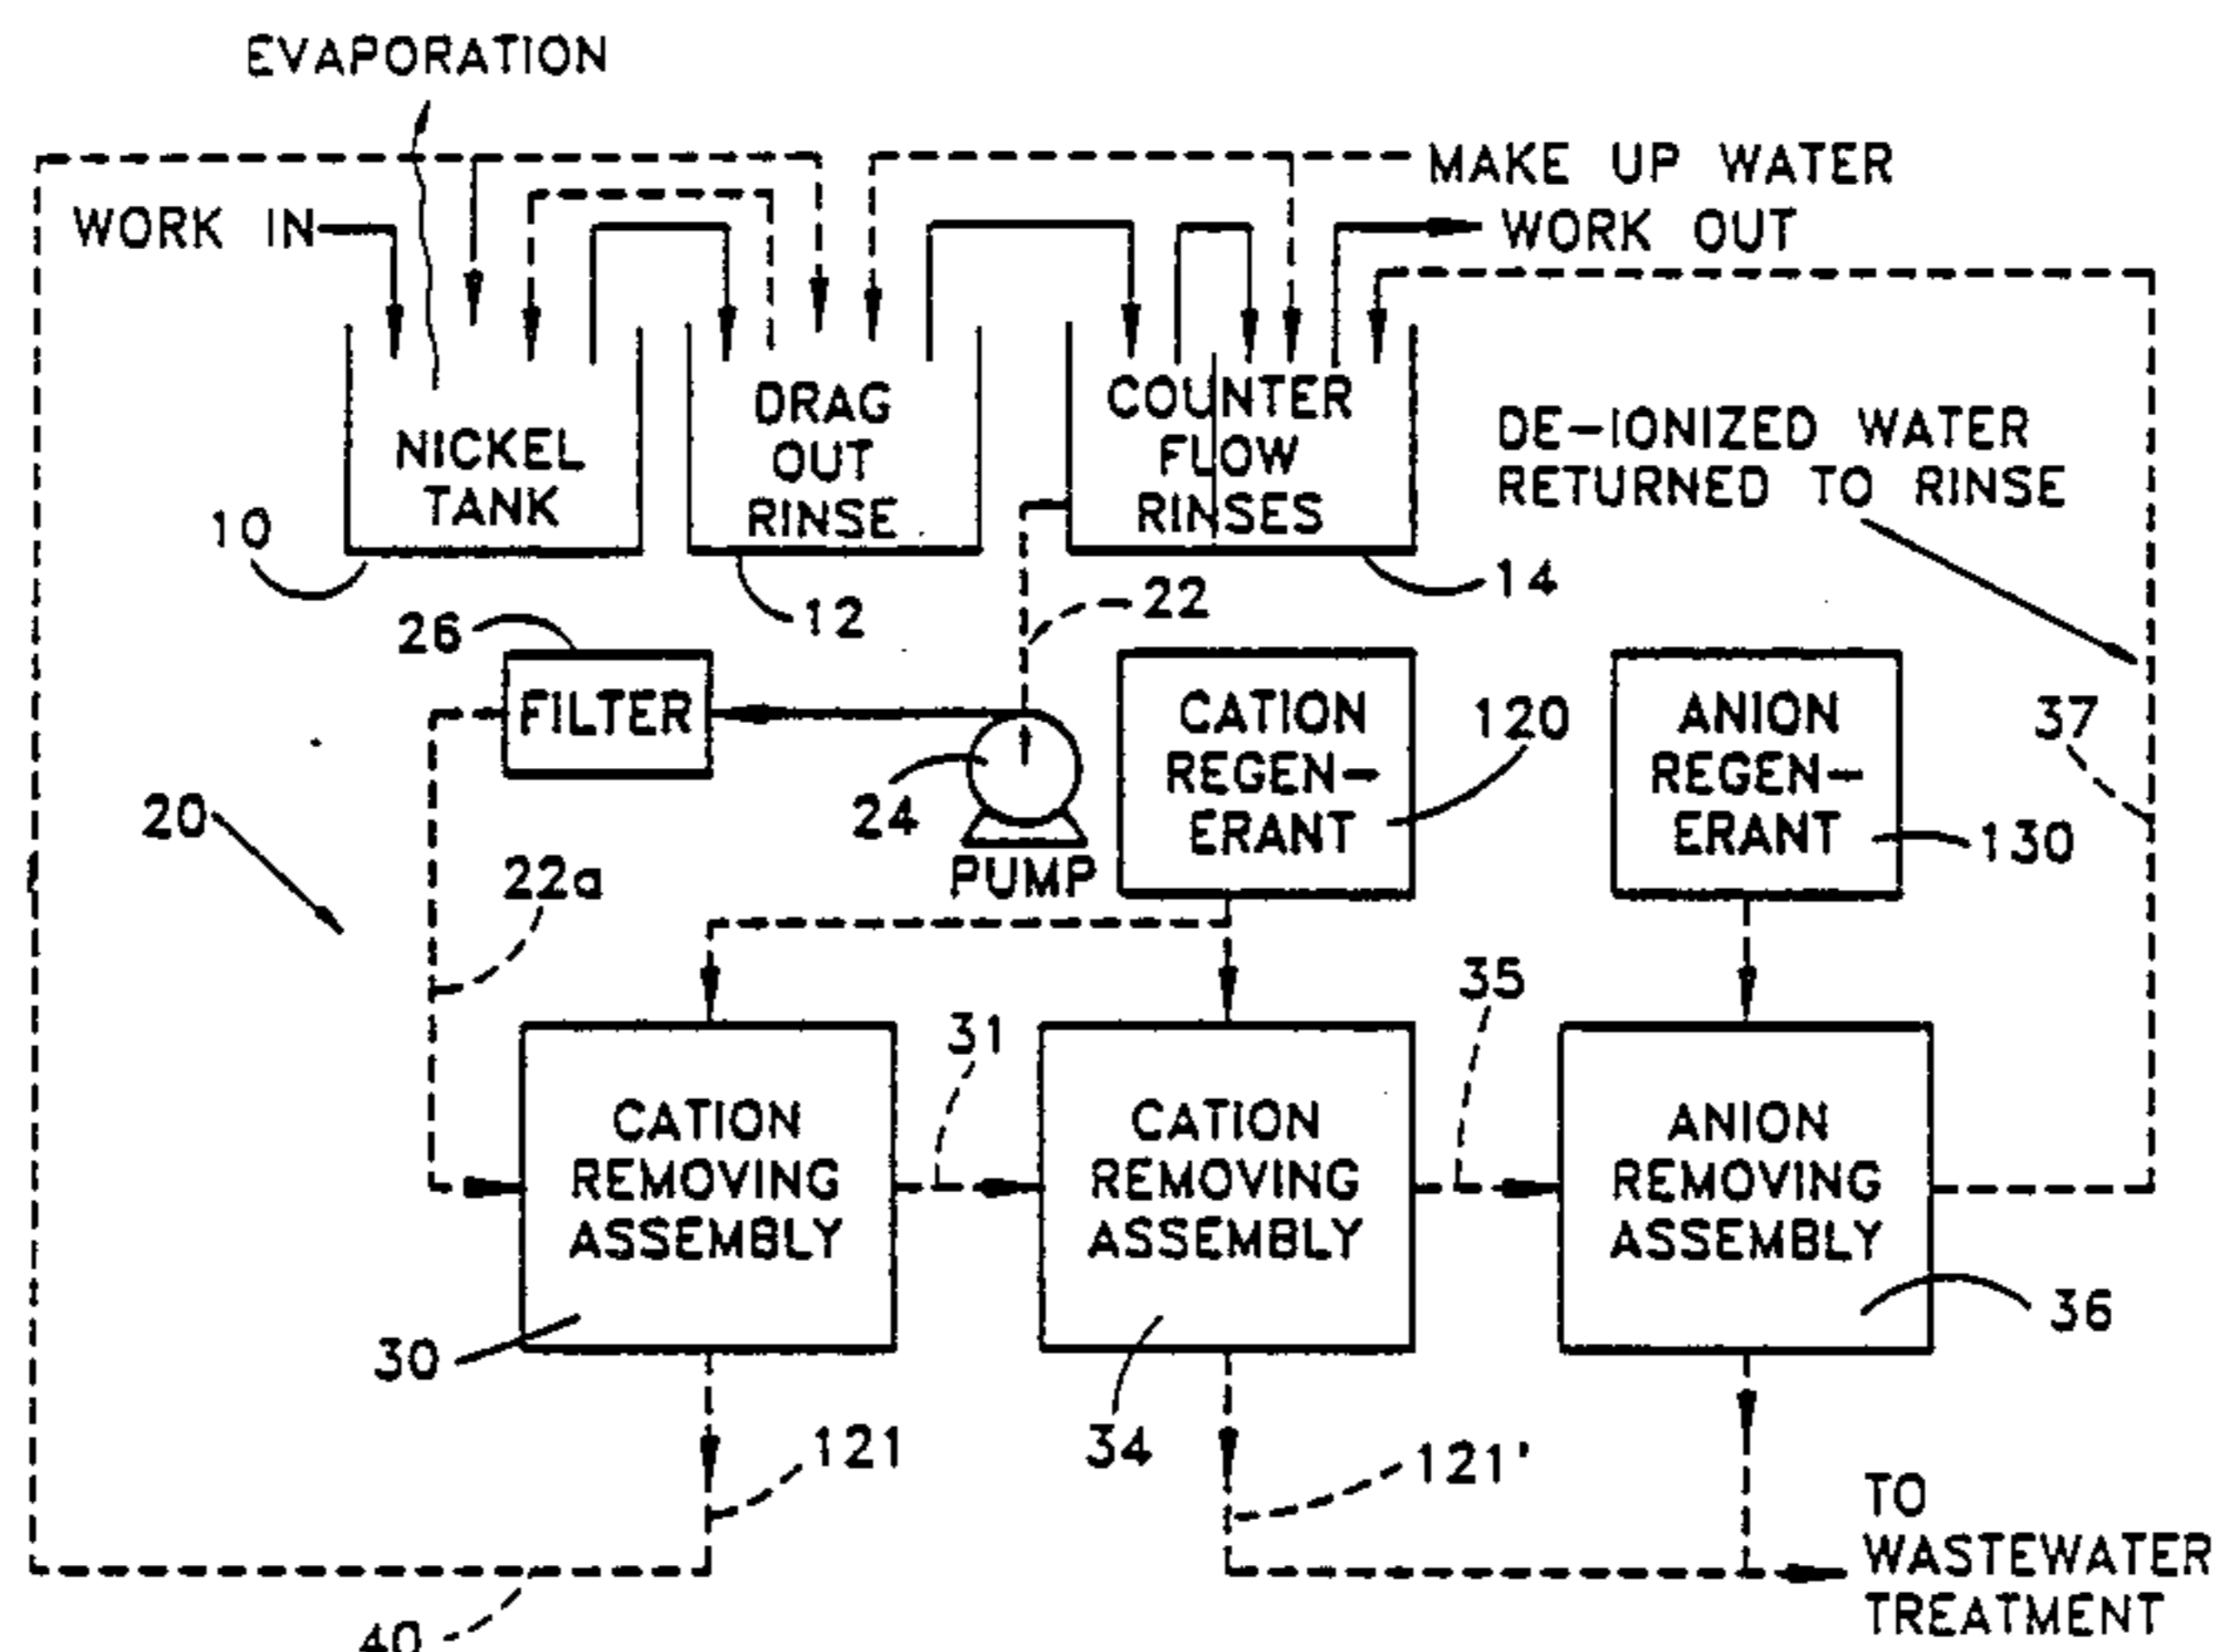 EVAPORATION
MAKE UP WATER
WORK IN
WORK OUT
NICKEL
TANK
DRAG
OUT
RINSE
COUNTER
FLOW
RINSES
DE-IONIZED WATER
RETURNED TO RINSE
10
12
22
14
26
FILTER
24
PUMP
CATION
REGEN-
ERANT
120
ANION
REGEN-
ERANT
130
37
20
22a
31
35
CATION
REMOVING
ASSEMBLY
CATION
REMOVING
ASSEMBLY
ANION
REMOVING
ASSEMBLY
30
34
36
121
121'
TO
WASTEWATER
TREATMENT
40